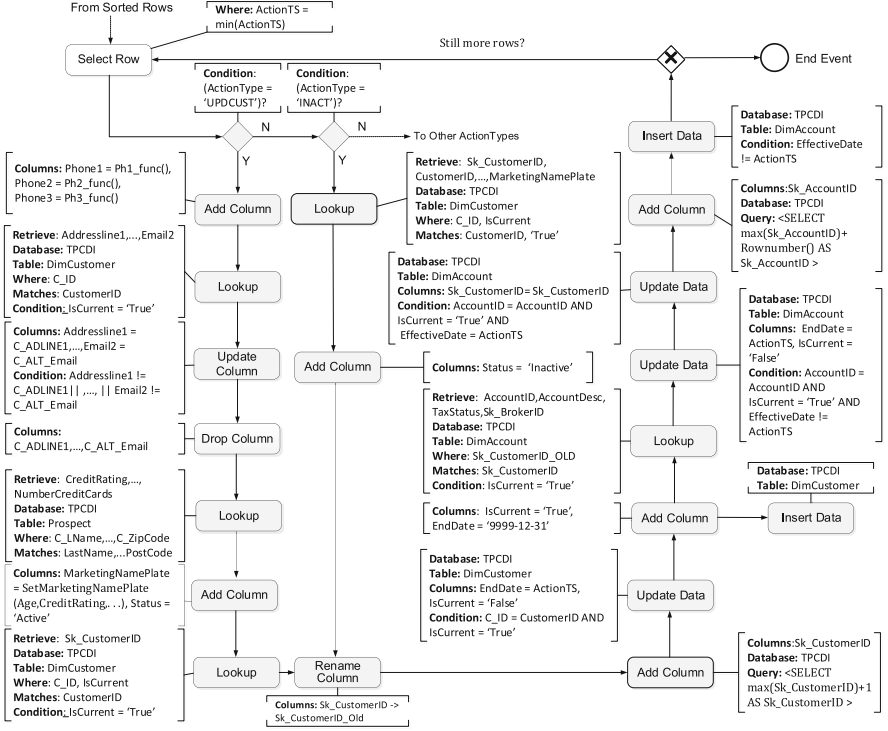 From Sorted Rows
Where: ActionTS =
min(ActionTS)
Select Row
Still more rows?
End Event
Condition:
(ActionType =
‘UPDCUST’)?
Condition:
(ActionType =
‘INACT’)?
N
N
To Other ActionTypes
Y
Y
Columns: Phone1 = Ph1_func(),
Phone2 = Ph2_func(),
Phone3 = Ph3_func()
Add Column
Retrieve: Addressline1,...,Email2
Database: TPCDI
Table: DimCustomer
Where: C_ID
Matches: CustomerID
Condition: IsCurrent = ‘True’
Lookup
Columns: Addressline1 =
C_ADLINE1,...,Email2 =
C_ALT_Email
Condition: Addressline1 !=
C_ADLINE1|| ,..., || Email2 !=
C_ALT_Email
Update
Column
Columns:
C_ADLINE1,...,C_ALT_Email
Drop Column
Retrieve: CreditRating,...,
NumberCreditCards
Database: TPCDI
Table: Prospect
Where: C_LName,...,C_ZipCode
Matches: LastName,...PostCode
Lookup
Columns: MarketingNamePlate
= SetMarketingNamePlate
(Age,CreditRating,. . .), Status =
‘Active’
Add Column
Retrieve: Sk_CustomerID
Database: TPCDI
Table: DimCustomer
Where: C_ID, IsCurrent
Matches: CustomerID
Condition: IsCurrent = ‘True’
Lookup
Lookup
Retrieve: Sk_CustomerID,
CustomerID,...,MarketingNamePlate
Database: TPCDI
Table: DimCustomer
Where: C_ID, IsCurrent
Matches: CustomerID, ‘True’
Add Column
Columns: Status = ‘Inactive’
Rename
Column
Columns: Sk_CustomerID ->
Sk_CustomerID_Old
Add Column
Columns:Sk_CustomerID
Database: TPCDI
Query: <SELECT
max(Sk_CustomerID)+1
AS Sk_CustomerID >
Database: TPCDI
Table: DimCustomer
Columns: EndDate = ActionTS,
IsCurrent = ‘False’
Condition: C_ID = CustomerID AND
IsCurrent = ‘True’
Update Data
Columns: IsCurrent = ‘True’,
EndDate = ‘9999-12-31’
Add Column
Database: TPCDI
Table: DimCustomer
Insert Data
Retrieve: AccountID,AccountDesc,
TaxStatus,Sk_BrokerID
Database: TPCDI
Table: DimAccount
Where: Sk_CustomerID_OLD
Matches: Sk_CustomerID
Condition: IsCurrent = ‘True’
Lookup
Update Data
Database: TPCDI
Table: DimAccount
Columns: EndDate =
ActionTS, IsCurrent =
‘False’
Condition: AccountID =
AccountID AND
IsCurrent = ‘True’ AND
EffectiveDate !=
ActionTS
Database: TPCDI
Table: DimAccount
Columns: Sk_CustomerID= Sk_CustomerID
Condition: AccountID = AccountID AND
IsCurrent = ‘True’ AND
EffectiveDate = ActionTS
Update Data
Add Column
Columns:Sk_AccountID
Database: TPCDI
Query: <SELECT
max(Sk_AccountID)+
Rownumber() AS
Sk_AccountID >
Insert Data
Database: TPCDI
Table: DimAccount
Condition: EffectiveDate
!= ActionTS